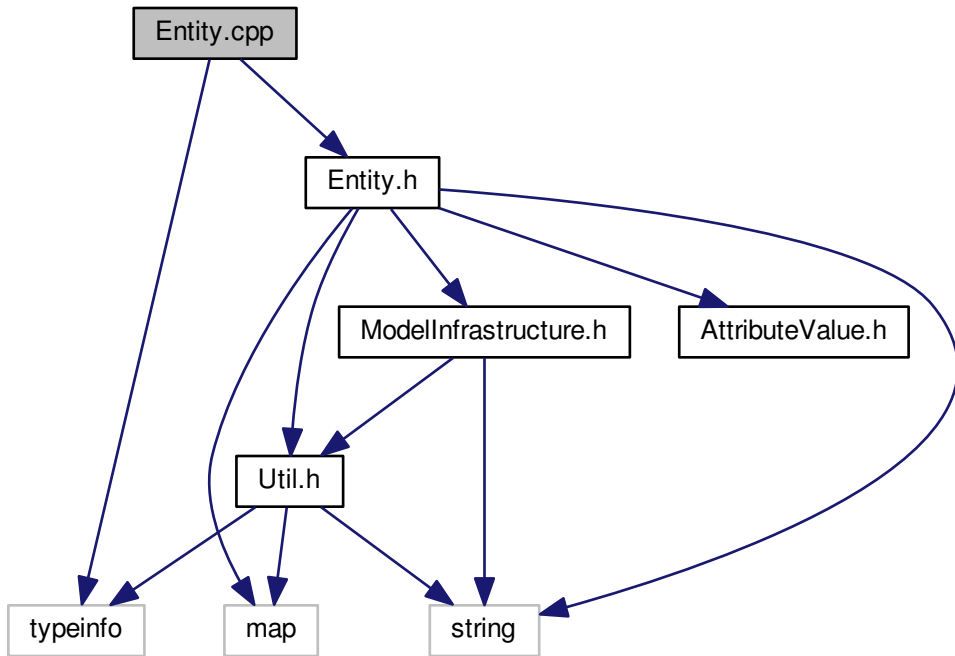 Entity.cpp
Entity.h
ModelInfrastructure.h
AttributeValue.h
Util.h
typeinfo
map
string